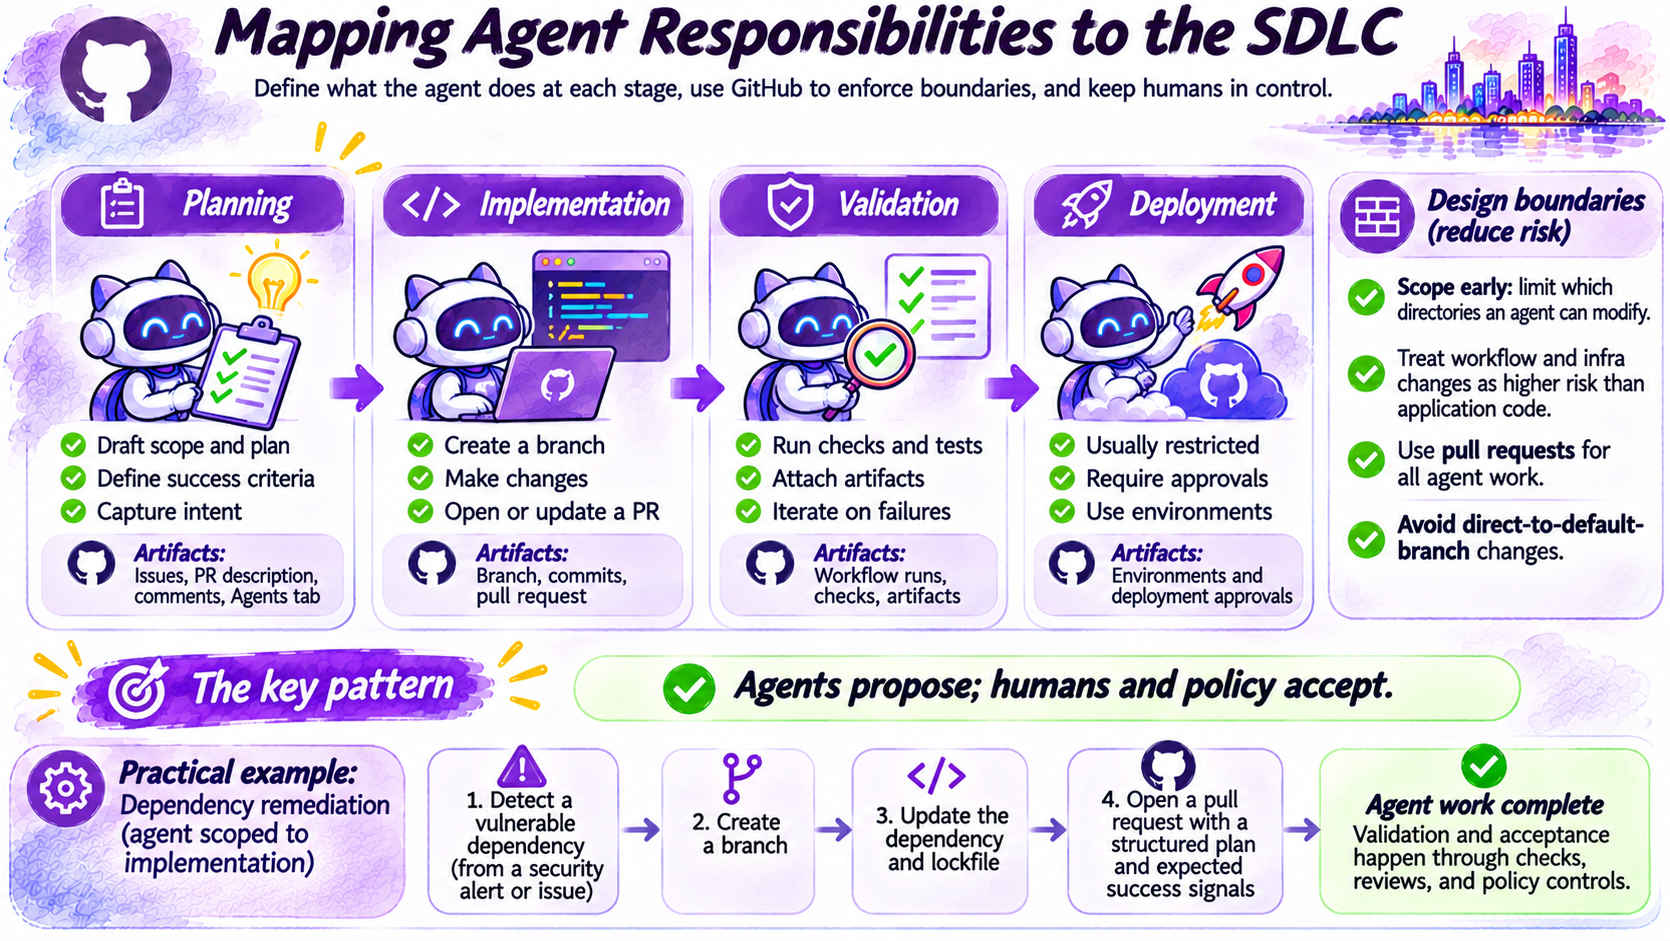 Mapping Agent Responsibilities to the SDLC
Define what the agent does at each stage, use GitHub to enforce boundaries, and keep humans in control.
Planning
Draft scope and plan
Define success criteria
Capture intent
Artifacts:
Issues, PR description,
comments, Agents tab
</> Implementation
Create a branch
Make changes
Open or update a PR
Artifacts:
Branch, commits,
pull request
Validation
Run checks and tests
Attach artifacts
Iterate on failures
Artifacts:
Workflow runs,
checks, artifacts
Deployment
Usually restricted
Require approvals
Use environments
Artifacts:
Environments and
deployment approvals
Design boundaries
(reduce risk)
Scope early: limit which
directories an agent can modify.
Treat workflow and infra
changes as higher risk than
application code.
Use pull requests for
all agent work.
Avoid direct-to-default-
branch changes.
The key pattern
Agents propose; humans and policy accept.
Practical example:
Dependency remediation
(agent scoped to
implementation)
1. Detect a
vulnerable
dependency
(from a security
alert or issue)
2. Create
a branch
</>
3. Update the
dependency
and lockfile
4. Open a pull
request with a
structured plan
and expected
success signals
Agent work complete
Validation and acceptance
happen through checks,
reviews, and policy controls.